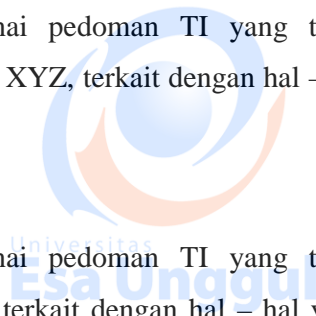 nai pedoman TI yang t
XYZ, terkait dengan hal –
Universitas
nai pedoman TI yang t
Esa Unggul
terkait dengan hal – hal